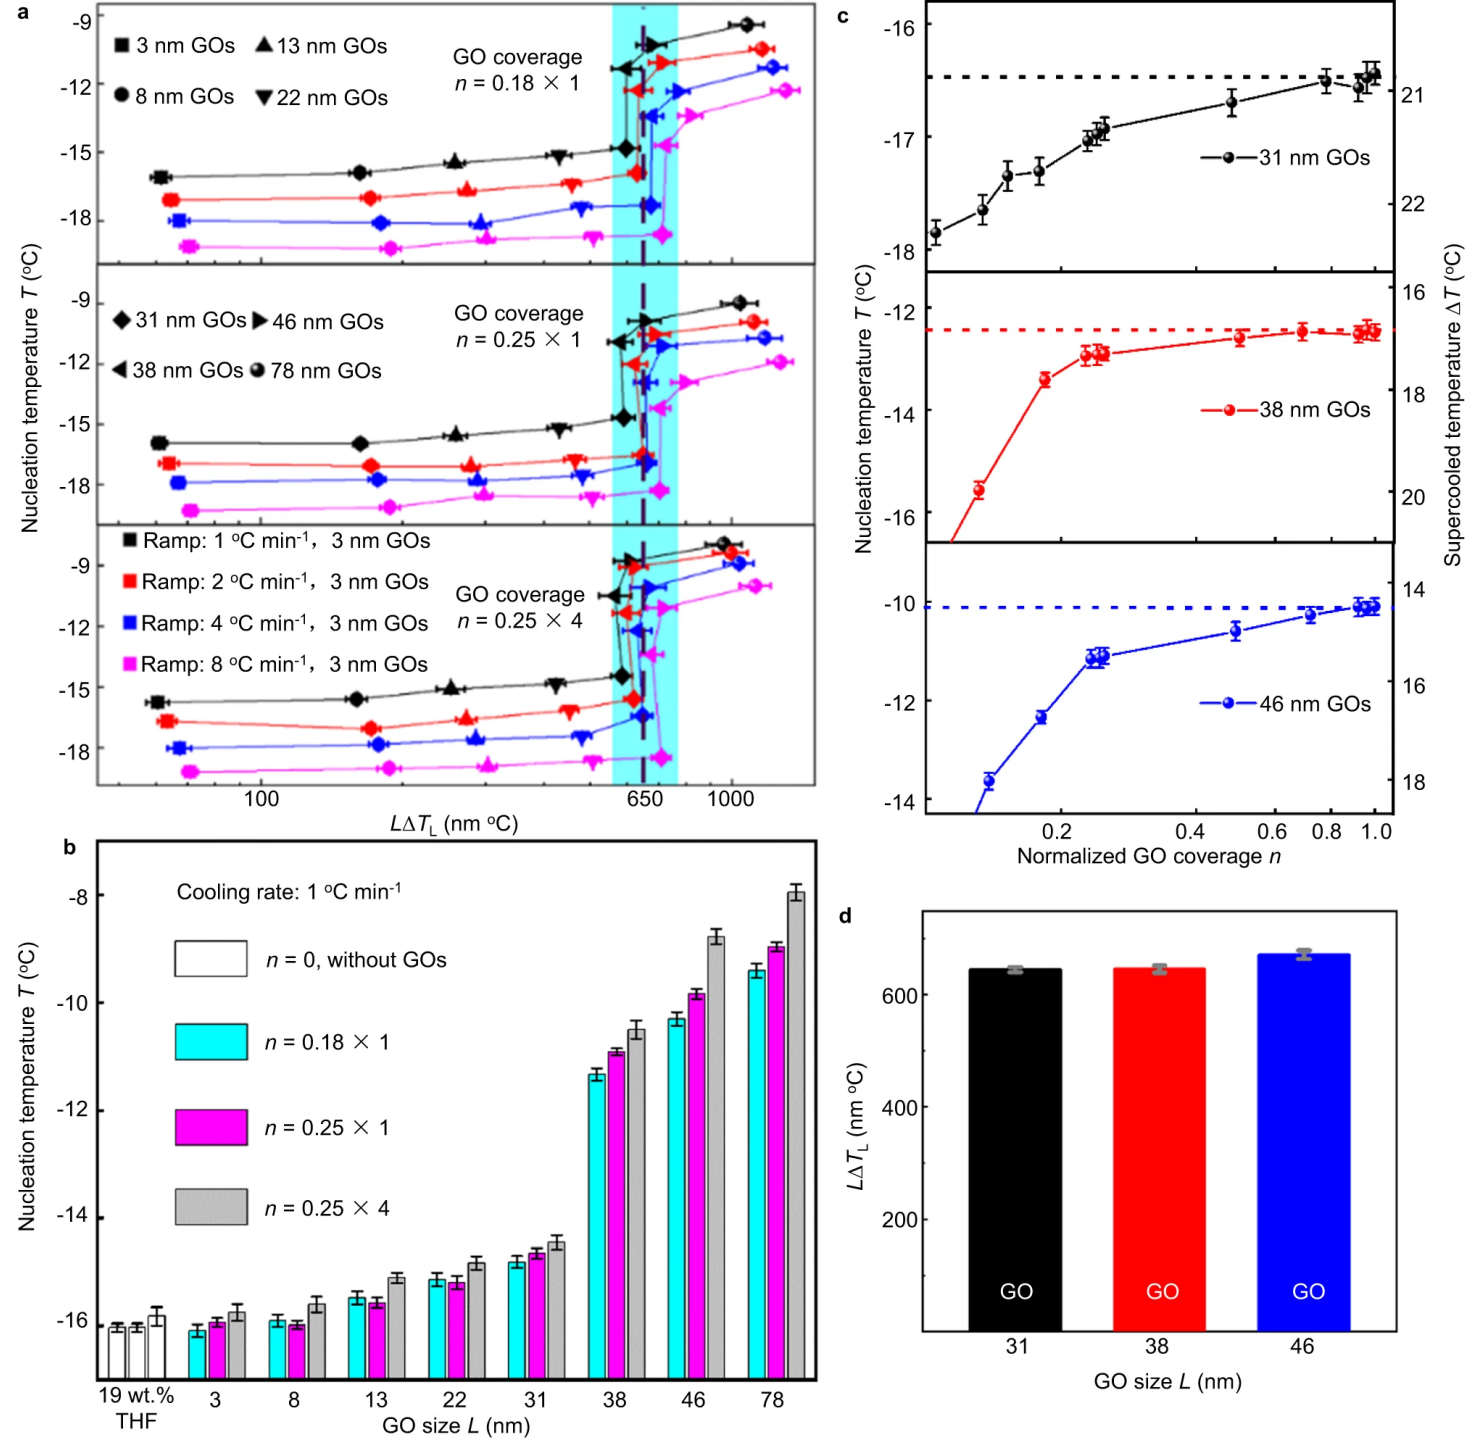 a
-9
-12
-15
-18
3 nm GOs
13 nm GOs
8 nm GOs
22 nm GOs
GO coverage
n = 0.18 × 1
-9
-12
-15
-18
31 nm GOs
46 nm GOs
38 nm GOs
78 nm GOs
GO coverage
n = 0.25 × 1
-9
-12
-15
-18
Ramp: 1 °C min⁻¹, 3 nm GOs
Ramp: 2 °C min⁻¹, 3 nm GOs
Ramp: 4 °C min⁻¹, 3 nm GOs
Ramp: 8 °C min⁻¹, 3 nm GOs
GO coverage
n = 0.25 × 4
Nucleation temperature T (°C)
100 650 1000
LΔT_L (nm °C)
b
Cooling rate: 1 °C min⁻¹
n = 0, without GOs
n = 0.18 × 1
n = 0.25 × 1
n = 0.25 × 4
-8
-10
-12
-14
-16
Nucleation temperature T (°C)
19 wt.% 3 8 13 22 31 38 46 78
THF
GO size L (nm)
c
-16
-17
-18
21
22
31 nm GOs
-12
-14
-16
16
18
20
38 nm GOs
-10
-12
-14
14
16
18
46 nm GOs
Nucleation temperature T (°C)
Supercooled temperature ΔT (°C)
0.2 0.4 0.6 0.8 1.0
Normalized GO coverage n
d
600
400
200
LΔT_L (nm °C)
GO GO GO
31 38 46
GO size L (nm)